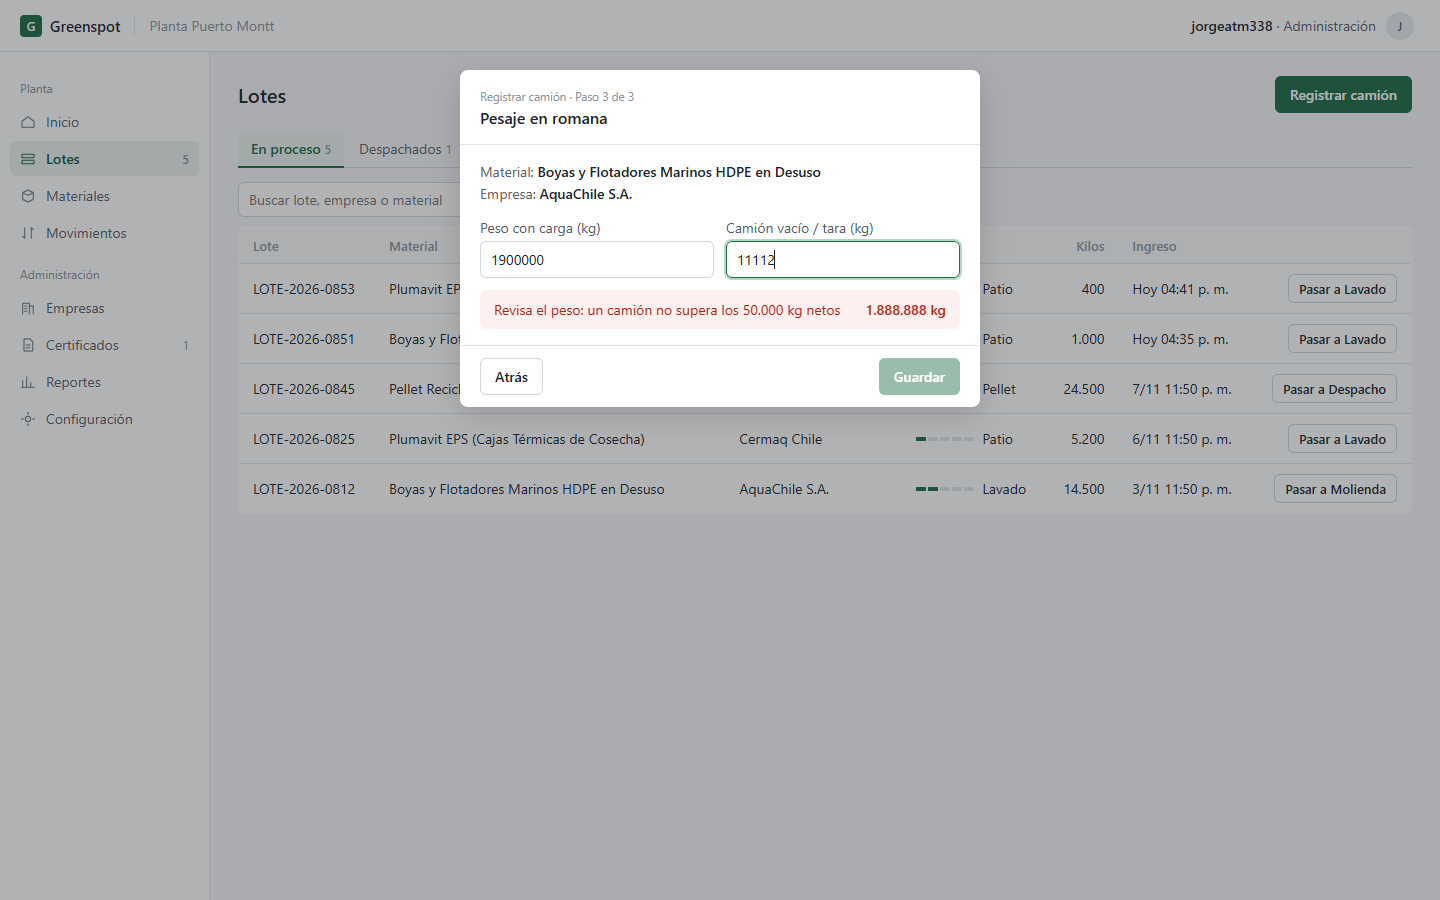 G Greenspot Planta Puerto Montt
jorgeatm338 · Administración J
Planta
Inicio
Lotes 5
Materiales
Movimientos
Administración
Empresas
Certificados 1
Reportes
Configuración
Lotes
Registrar camión
En proceso 5 Despachados 1
Buscar lote, empresa o material
Registrar camión · Paso 3 de 3
Pesaje en romana
Material: Boyas y Flotadores Marinos HDPE en Desuso
Empresa: AquaChile S.A.
Peso con carga (kg) Camión vacío / tara (kg)
1900000 11112
Revisa el peso: un camión no supera los 50.000 kg netos 1.888.888 kg
Atrás Guardar
Lote Material Kilos Ingreso
LOTE-2026-0853 Plumavit EP Patio 400 Hoy 04:41 p. m. Pasar a Lavado
LOTE-2026-0851 Boyas y Flot Patio 1.000 Hoy 04:35 p. m. Pasar a Lavado
LOTE-2026-0845 Pellet Recicl Pellet 24.500 7/11 11:50 p. m. Pasar a Despacho
LOTE-2026-0825 Plumavit EPS (Cajas Térmicas de Cosecha) Cermaq Chile Patio 5.200 6/11 11:50 p. m. Pasar a Lavado
LOTE-2026-0812 Boyas y Flotadores Marinos HDPE en Desuso AquaChile S.A. Lavado 14.500 3/11 11:50 p. m. Pasar a Molienda